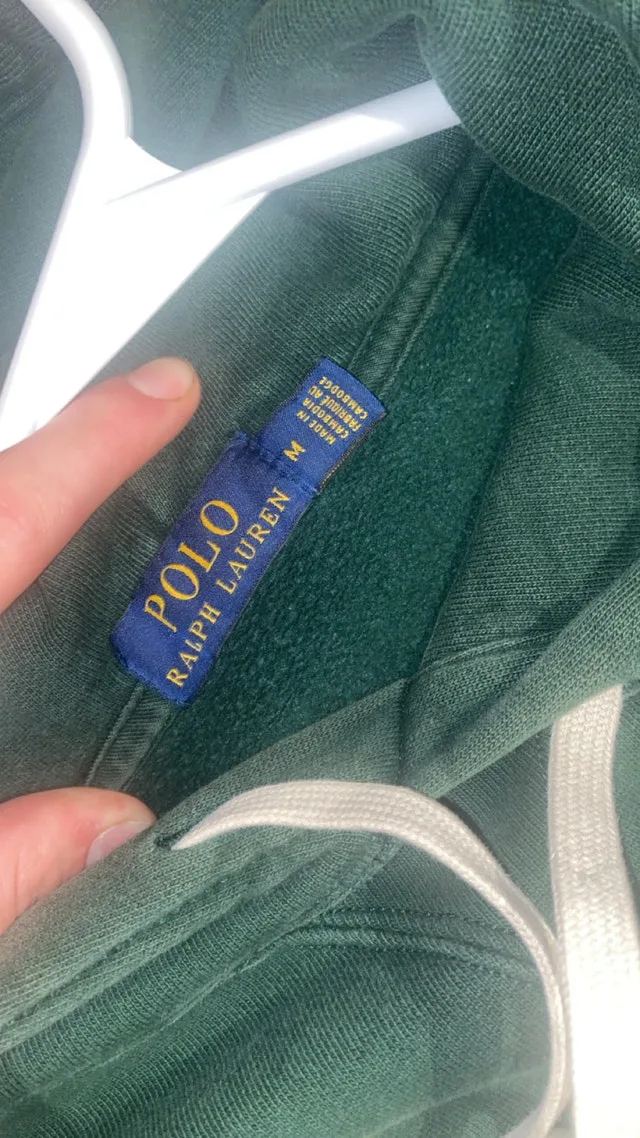 POLO
RALPH LAUREN
M
MADE IN
CAMBODIA
FABRIQUÉ AU
CAMBODGE